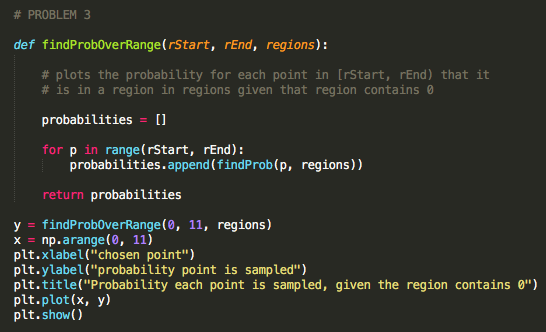 # PROBLEM 3
def findProbOverRange(rStart, rEnd, regions):
# plots the probability for each point in [rStart, rEnd) that it
# is in a region in regions given that region contains 0
probabilities = []
for p in range(rStart, rEnd):
probabilities.append(findProb(p, regions))
return probabilities
y = findProbOverRange(0, 11, regions)
x = np.arange(0, 11)
plt.xlabel("chosen point")
plt.ylabel("probability point is sampled")
plt.title("Probability each point is sampled, given the region contains 0")
plt.plot(x, y)
plt.show()